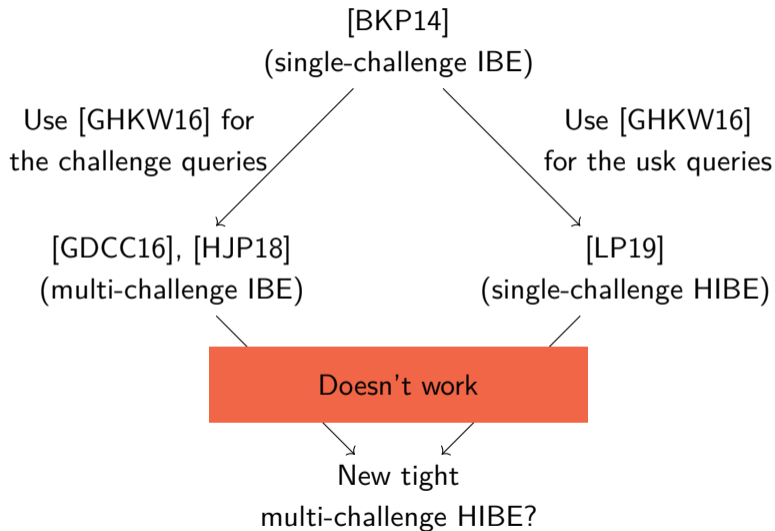 [BKP14]
(single-challenge IBE)
Use [GHKW16] for
the challenge queries
Use [GHKW16]
for the usk queries
[GDCC16], [HJP18]
(multi-challenge IBE)
[LP19]
(single-challenge HIBE)
Doesn't work
New tight
multi-challenge HIBE?